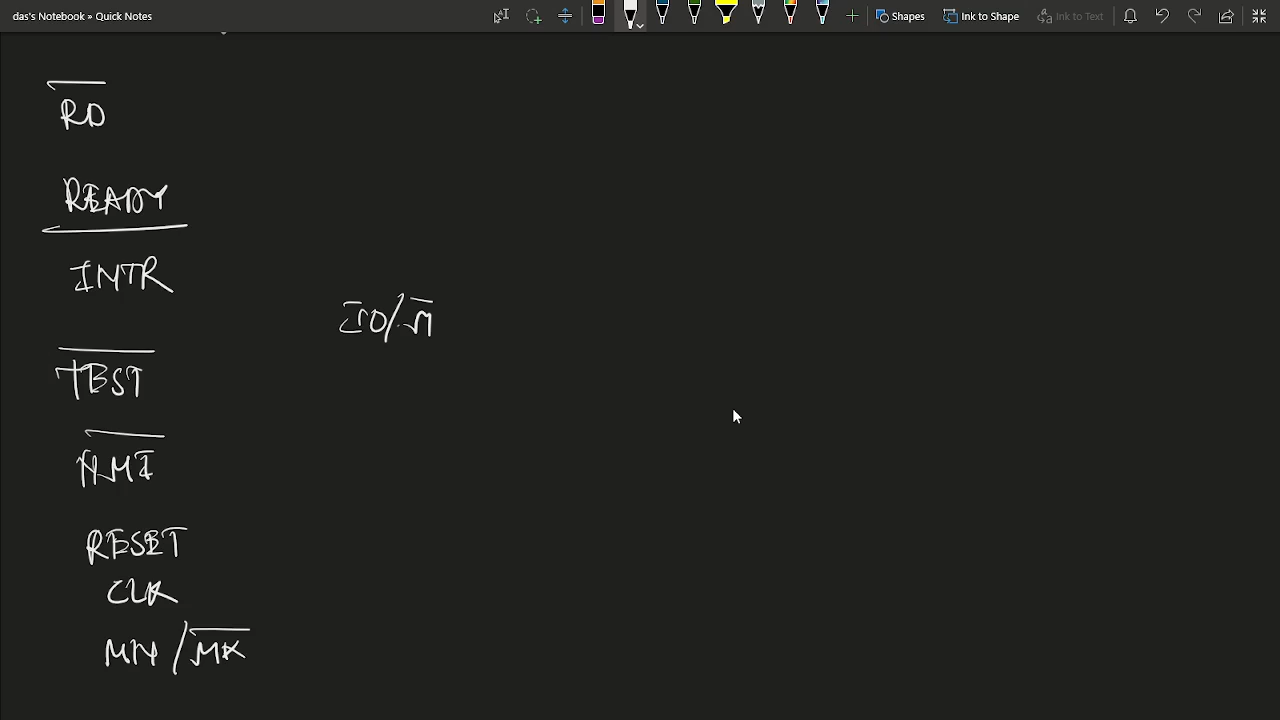 das's Notebook » Quick Notes
Shapes Ink to Shape Ink to Text
RD
READY
INTR
IO/M
TEST
NMI
RESET
CLK
MN/MX